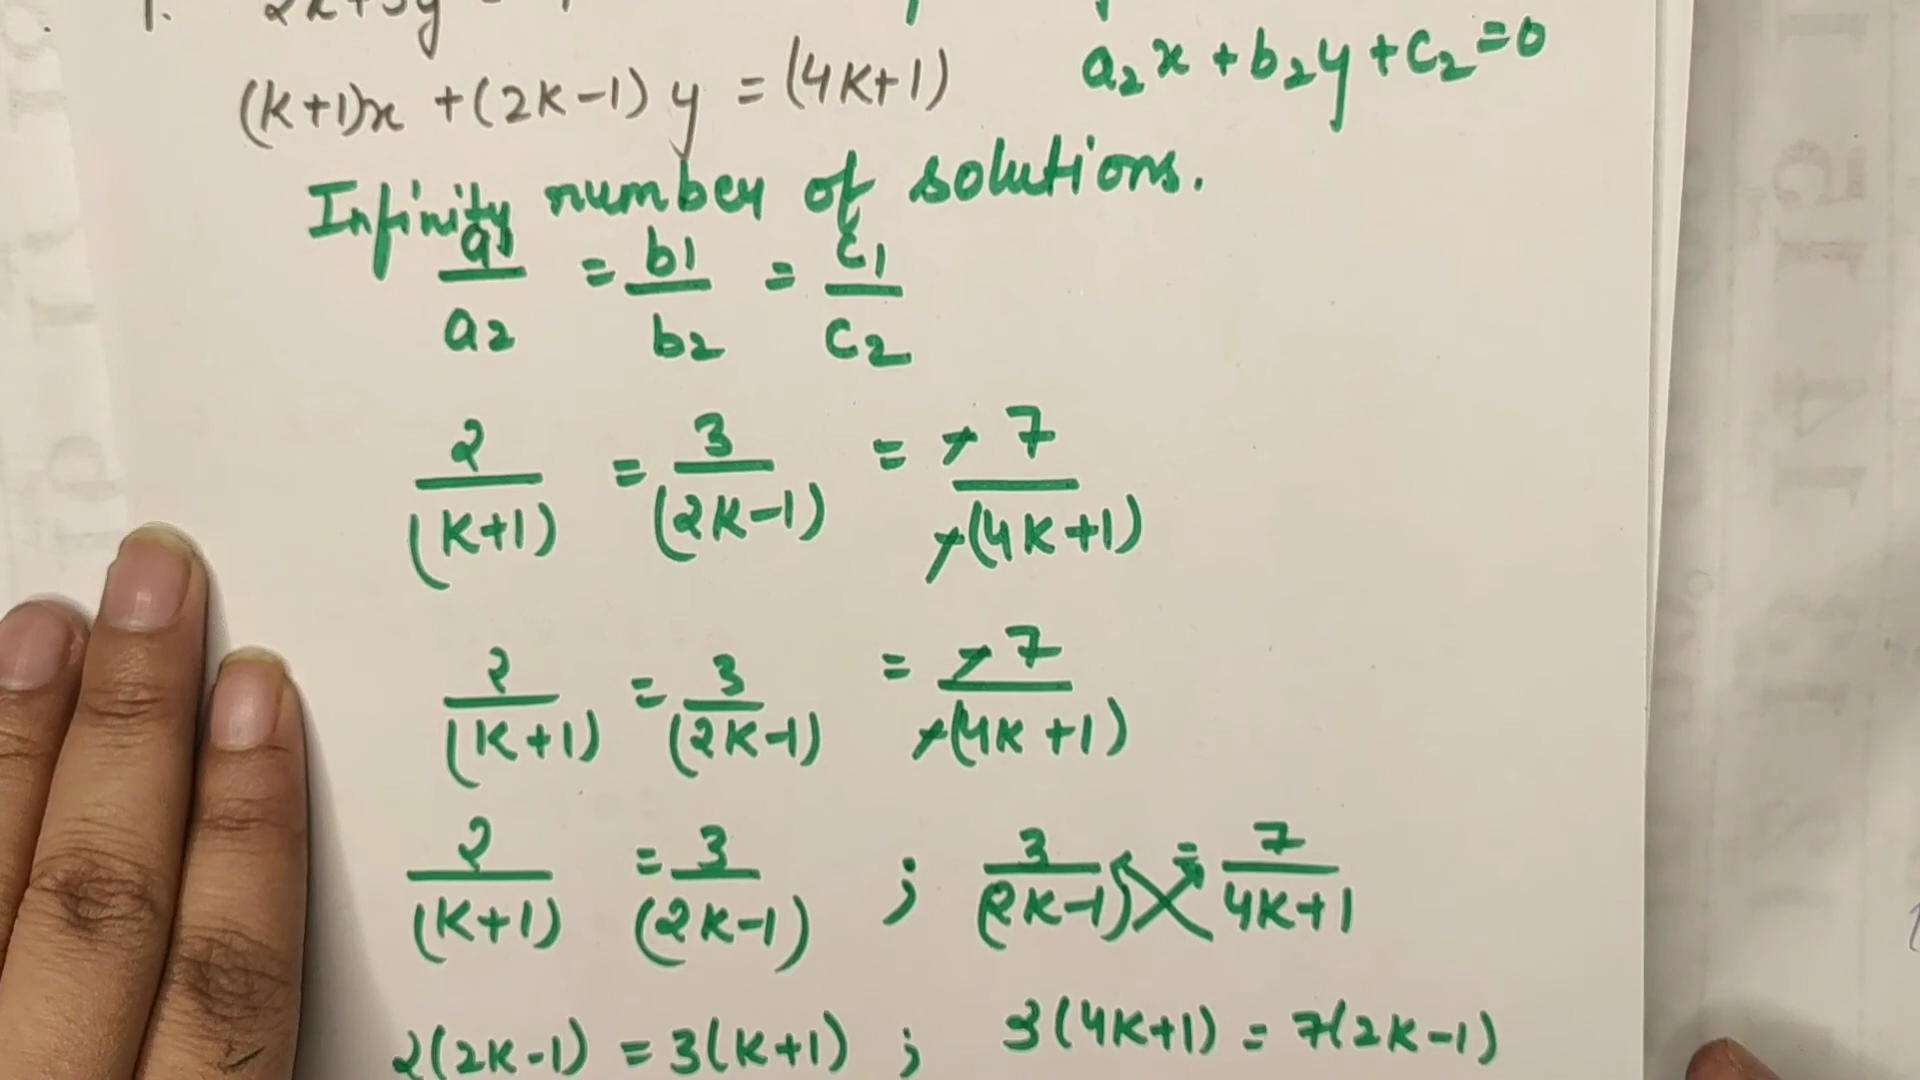 1. 2x+3y =
(K+1)x +(2K-1) y = (4K+1)
a2x +b2y +c2 =0
Infinity number of solutions.
a1/a2 = b1/b2 = c1/c2
2/(K+1) = 3/(2K-1) = -7/-(4K+1)
2/(K+1) = 3/(2K-1) = -7/-(4K+1)
2/(K+1) = 3/(2K-1) ; 3/(2K-1) = 7/4K+1
2(2K-1) = 3(K+1) ; 3(4K+1) = 7(2K-1)